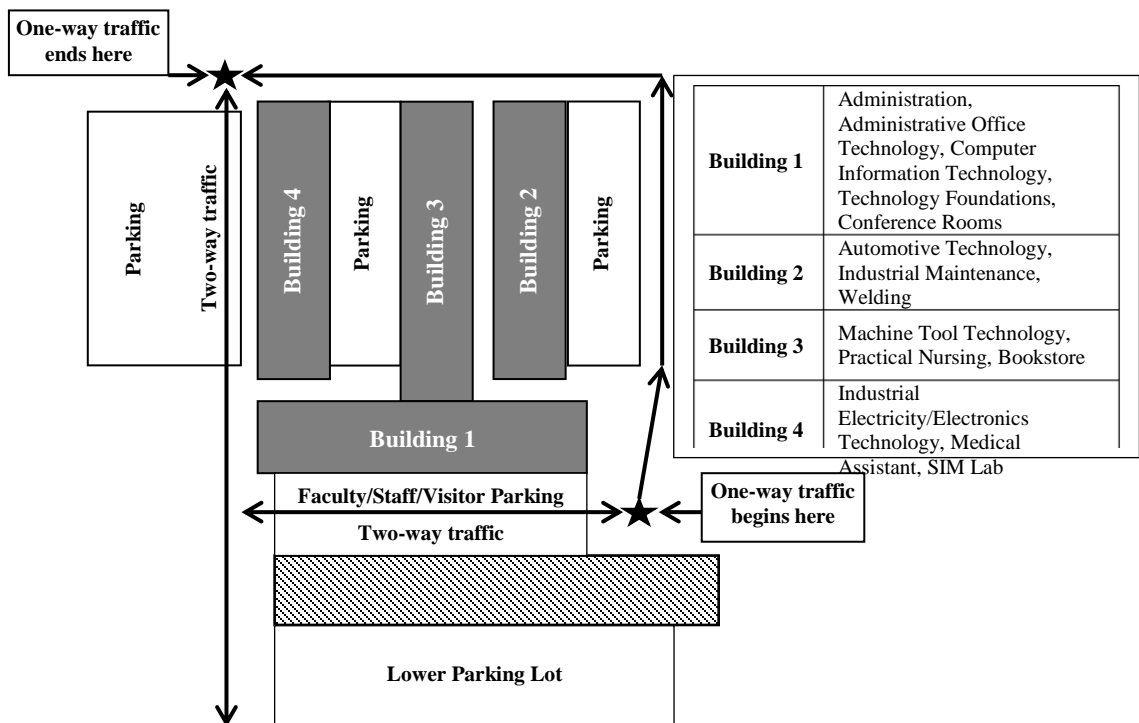 One-way traffic
ends here
Parking
Two-way traffic
Building 4
Parking
Building 3
Building 2
Parking
Building 1
Administration,
Administrative Office
Technology, Computer
Information Technology,
Technology Foundations,
Conference Rooms
Building 2
Automotive Technology,
Industrial Maintenance,
Welding
Building 3
Machine Tool Technology,
Practical Nursing, Bookstore
Building 4
Industrial
Electricity/Electronics
Technology, Medical
Assistant, SIM Lab
Building 1
Faculty/Staff/Visitor Parking
Two-way traffic
One-way traffic
begins here
Lower Parking Lot